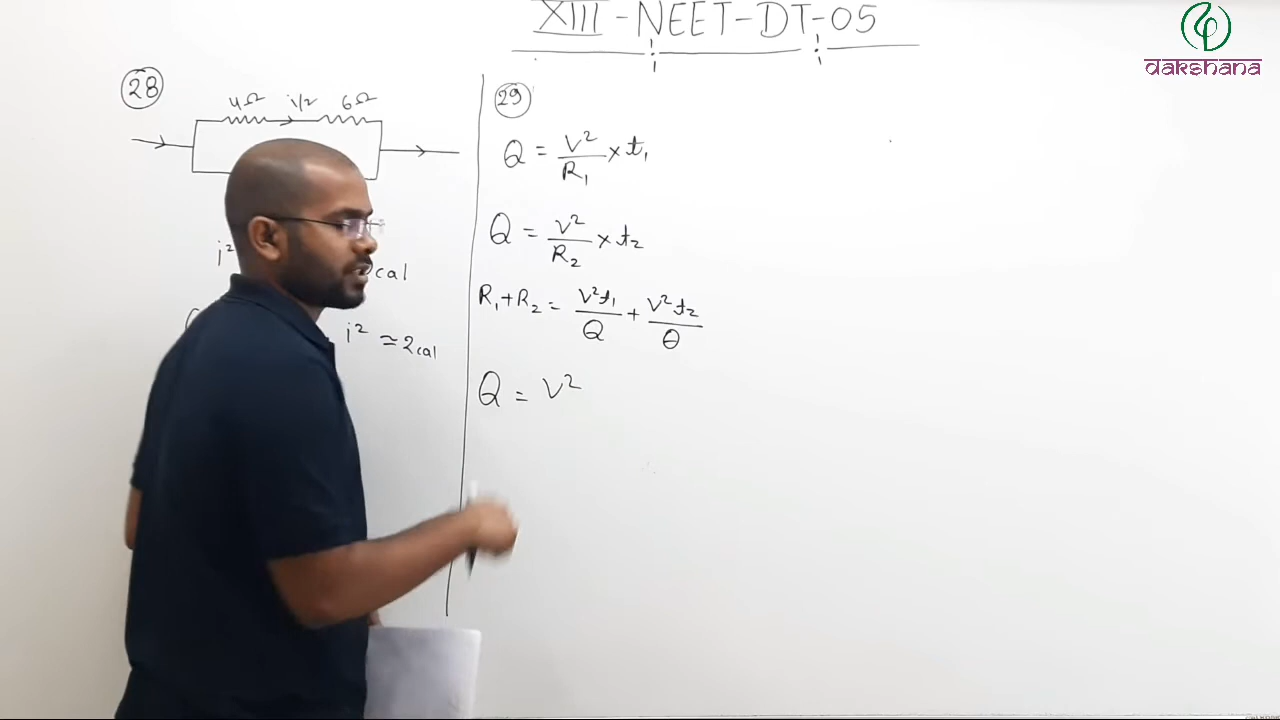 XIII-NEET-DT-05
dakshana
28
4Ω i/2 6Ω
i²
cal
i² ≃ 2cal
29
Q = V²/R₁ × t₁
Q = V²/R₂ × t₂
R₁+R₂ = V²t₁/Q + V²t₂/Q
Q = V²